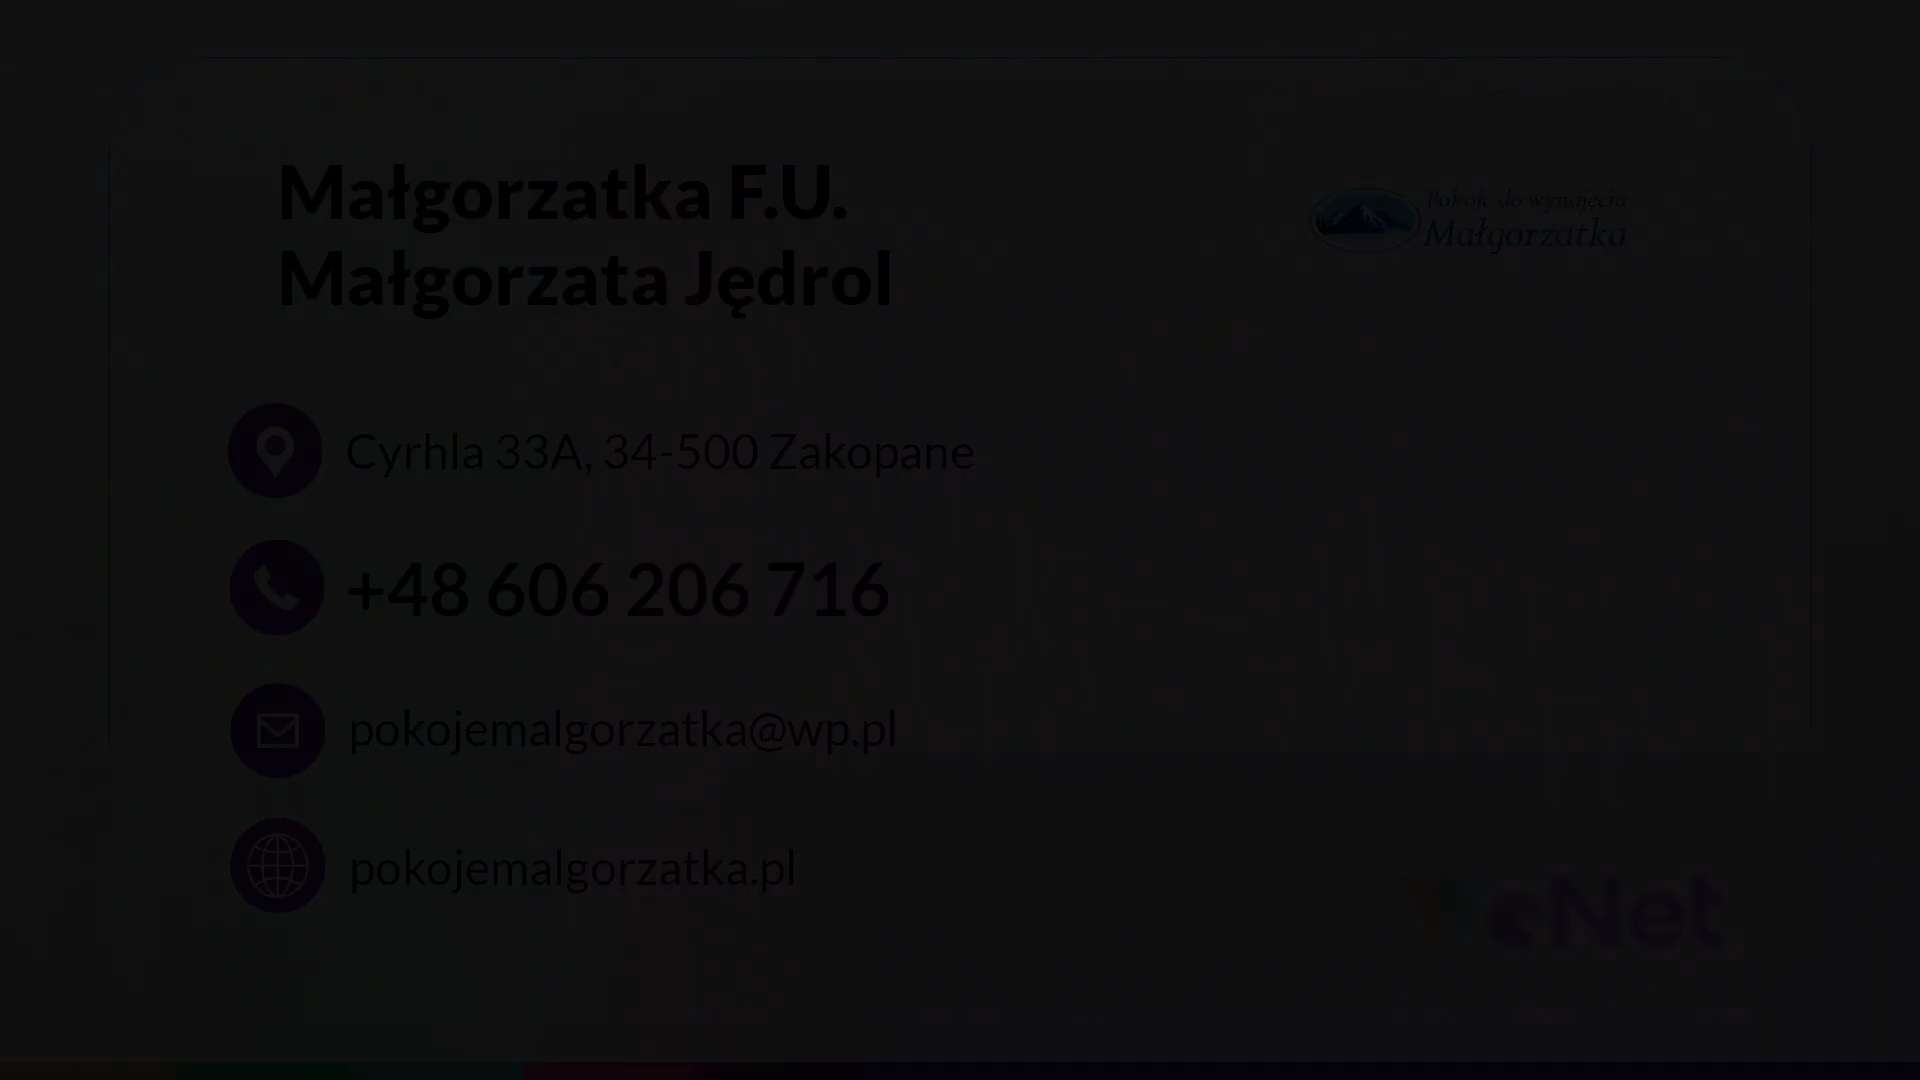 Małgorzatka F.U.
Małgorzata Jędrol
Pokoje do wynajęcia
Małgorzatka
Cyrhla 33A, 34-500 Zakopane
+48 606 206 716
pokojemalgorzatka@wp.pl
pokojemalgorzatka.pl
eNet